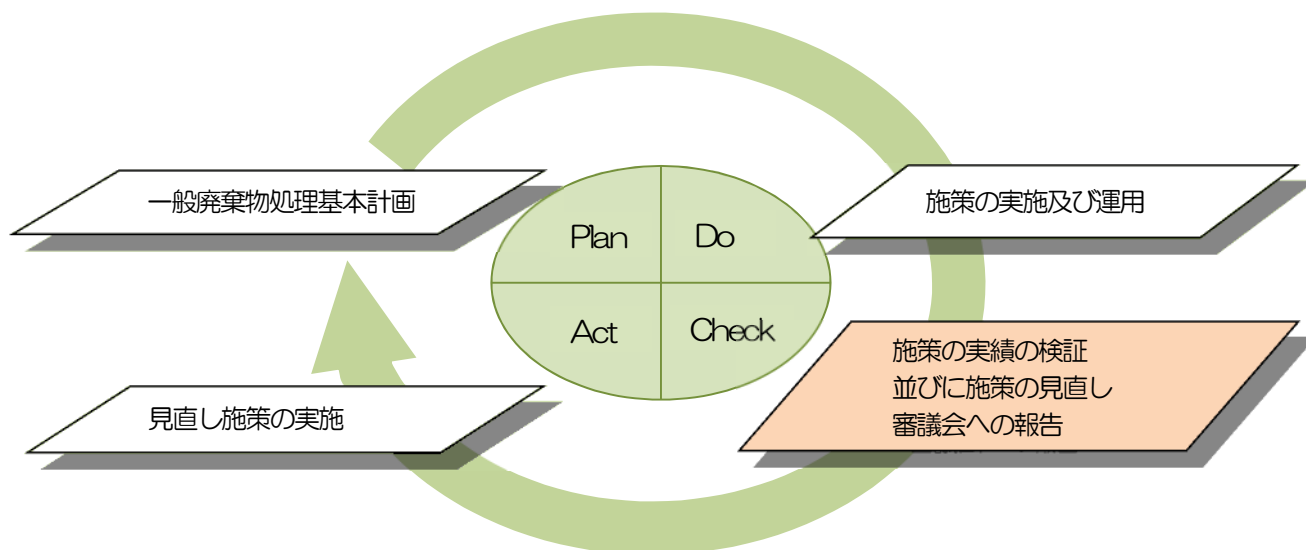 一般廃棄物処理基本計画
施策の実施及び運用
Plan
Do
Act
Check
見直し施策の実施
施策の実績の検証
並びに施策の見直し
審議会への報告